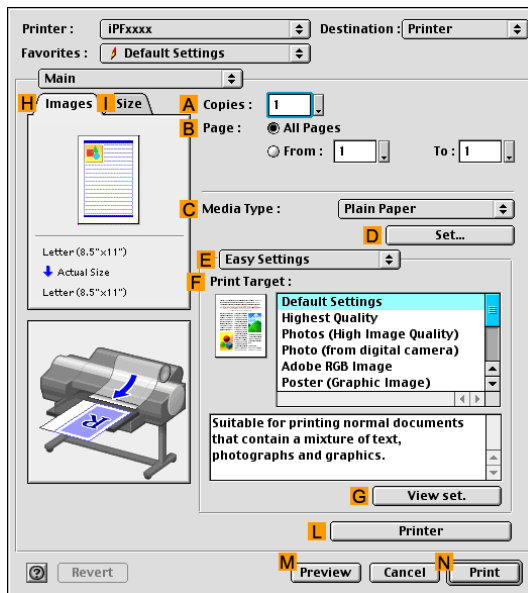 Printer : iPFxxxx Destination : Printer
Favorites : Default Settings
Main
H Images I Size
A Copies : 1
B Page : All Pages
From : 1 To : 1
C Media Type : Plain Paper
D Set...
Letter (8.5"x11")
Actual Size
Letter (8.5"x11")
E Easy Settings
F Print Target :
Default Settings
Highest Quality
Photos (High Image Quality)
Photo (from digital camera)
Adobe RGB Image
Poster (Graphic Image)
R
Suitable for printing normal documents
that contain a mixture of text,
photographs and graphics.
G View set.
L Printer
? Revert M Preview Cancel N Print